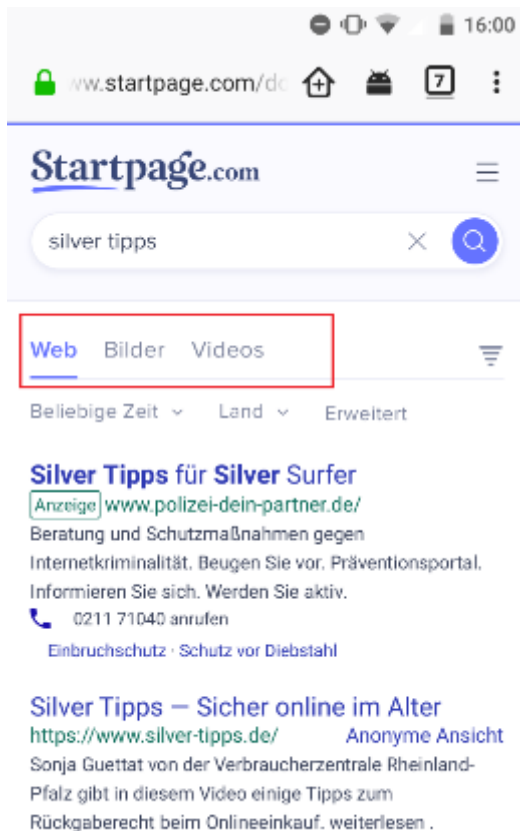 16:00
ww.startpage.com/do
7
Startpage.com
silver tipps
Web Bilder Videos
Beliebige Zeit Land Erweitert
Silver Tipps für Silver Surfer
Anzeige www.polizei-dein-partner.de/
Beratung und Schutzmaßnahmen gegen
Internetkriminalität. Beugen Sie vor. Präventionsportal.
Informieren Sie sich. Werden Sie aktiv.
0211 71040 anrufen
Einbruchschutz · Schutz vor Diebstahl
Silver Tipps — Sicher online im Alter
https://www.silver-tipps.de/ Anonyme Ansicht
Sonja Guettat von der Verbraucherzentrale Rheinland-
Pfalz gibt in diesem Video einige Tipps zum
Rückgaberecht beim Onlineeinkauf. weiterlesen .